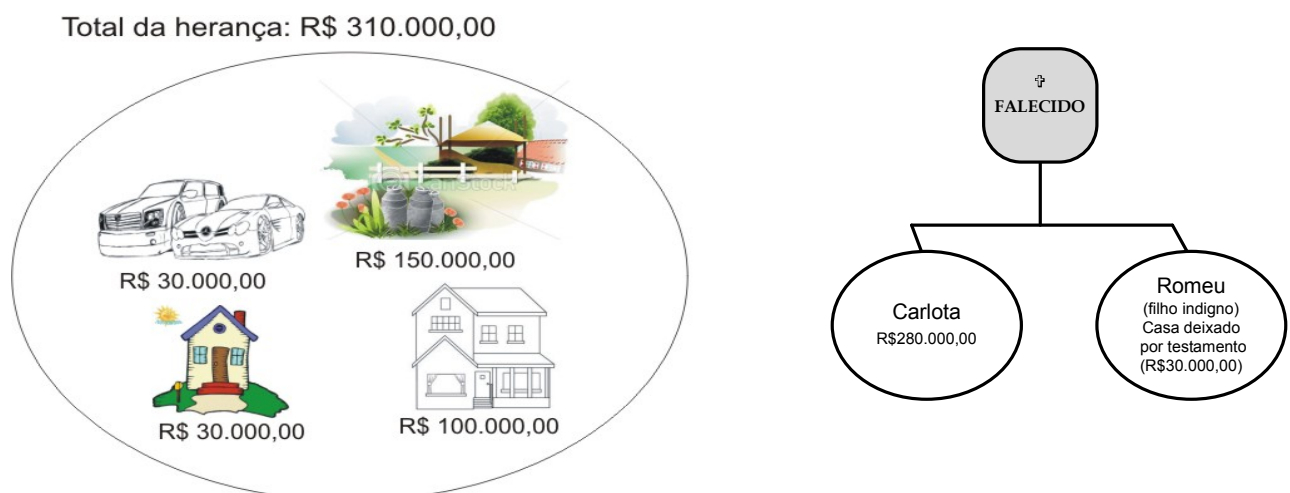 Total da herança: R$ 310.000,00
R$ 30.000,00
R$ 150.000,00
R$ 30.000,00
R$ 100.000,00
FALECIDO
Carlota
R$280.000,00
Romeu
(filho indigno)
Casa deixado
por testamento
(R$30.000,00)